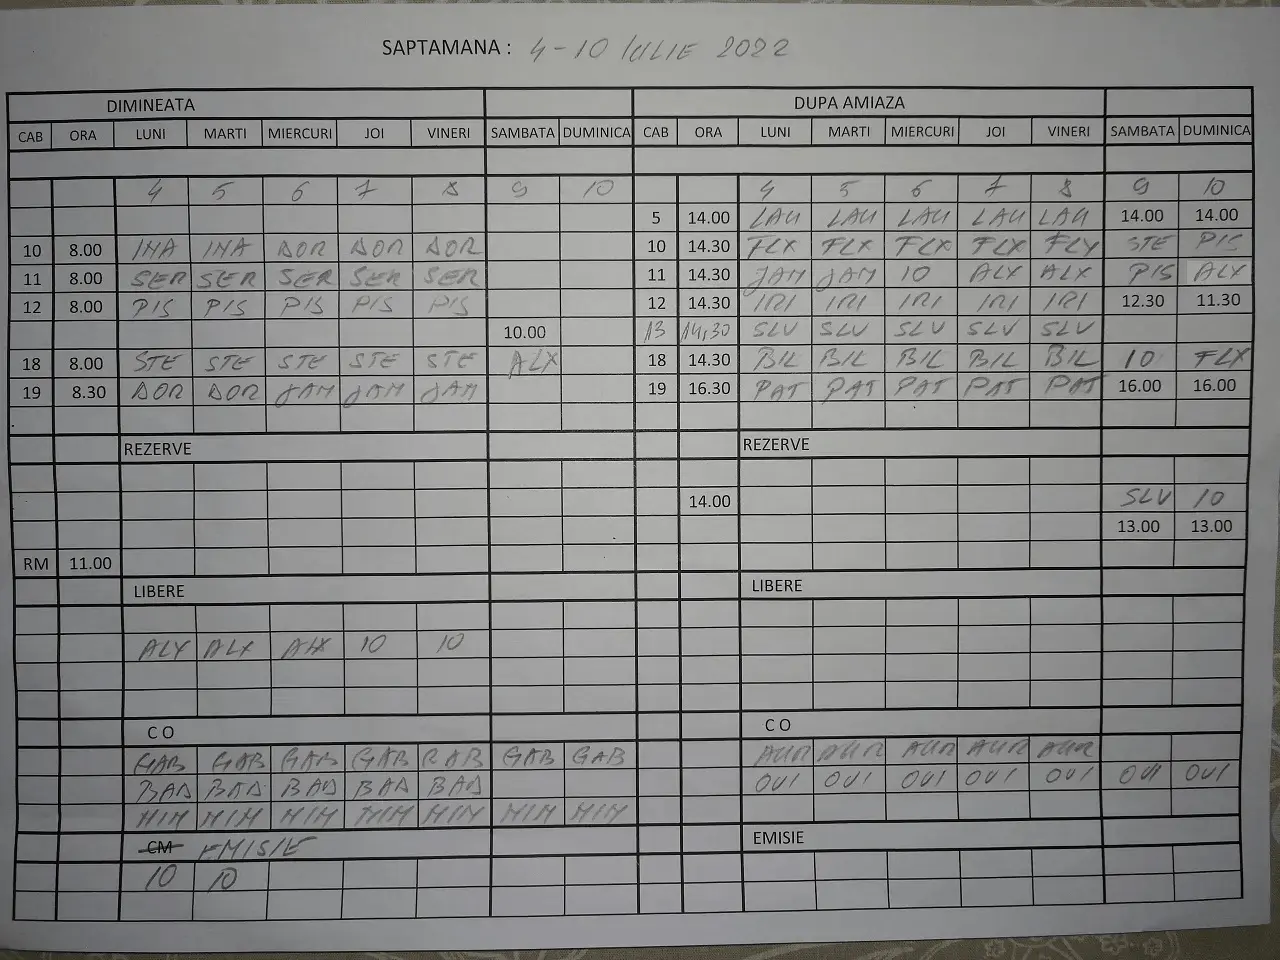 SAPTAMANA : 4-10 IULIE 2022
DIMINEATA DUPA AMIAZA
CAB ORA LUNI MARTI MIERCURI JOI VINERI SAMBATA DUMINICA CAB ORA LUNI MARTI MIERCURI JOI VINERI SAMBATA DUMINICA
4 5 6 7 8 9 10 4 5 6 7 8 9 10
5 14.00 LAU LAU LAU LAU LAU 14.00 14.00
10 8.00 INA INA DOR DOR DOR 10 14.30 FLX FLX FLX FLX FLX STE PIS
11 8.00 SER SER SER SER SER 11 14.30 JAM JAM 10 ALX ALX PIS ALX
12 8.00 PIS PIS PIS PIS PIS 12 14.30 IRI IRI IRI IRI IRI 12.30 11.30
10.00 13 14,30 SLV SLV SLV SLV SLV
18 8.00 STE STE STE STE STE ALX 18 14.30 BIL BIL BIL BIL BIL 10 FLX
19 8.30 DOR DOR JAM JAM JAM 19 16.30 PAT PAT PAT PAT PAT 16.00 16.00
REZERVE REZERVE
14.00 SLV 10
13.00 13.00
RM 11.00
LIBERE LIBERE
ALX ALX ALX 10 10
C O C O
GAB GAB GAB GAB GAB GAB GAB AUR AUR AUR AUR AUR
BAD BAD BAD BAD BAD OVI OVI OVI OVI OVI OVI OVI
MIM MIM MIM MIM MIM MIM MIM
CM EMISIE EMISIE
10 10